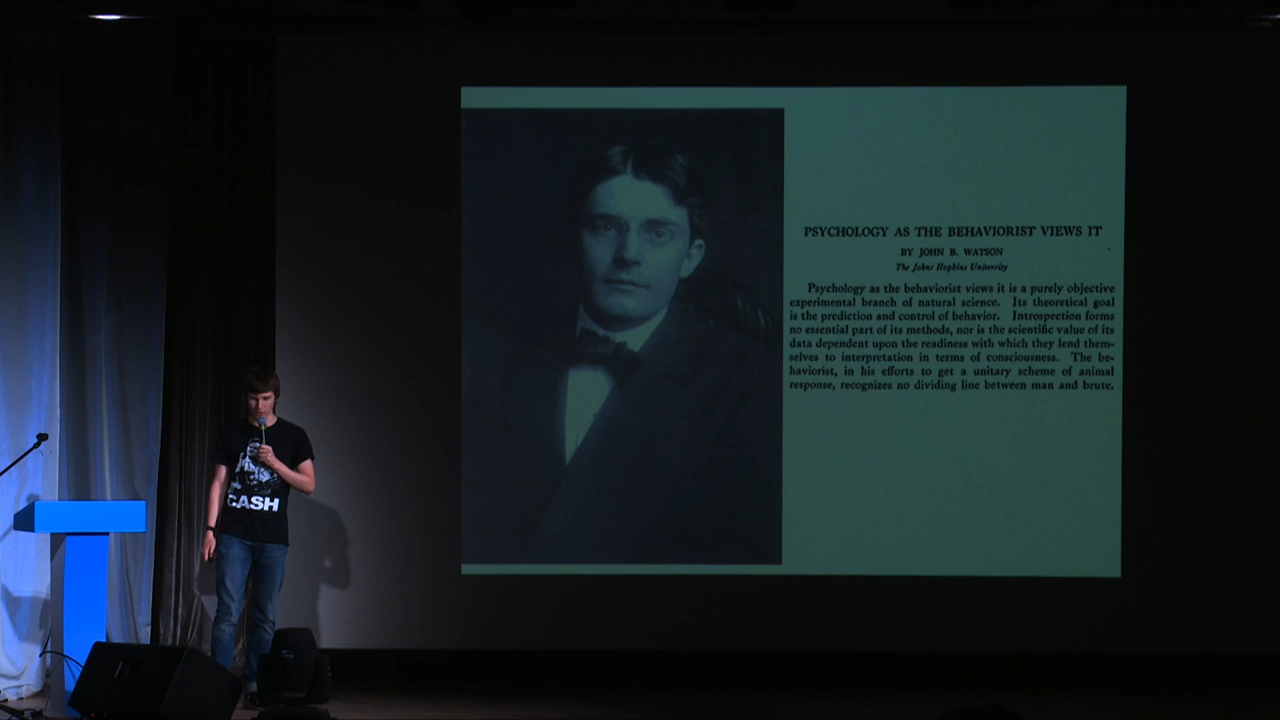 PSYCHOLOGY AS THE BEHAVIORIST VIEWS IT
BY JOHN B. WATSON
The Johns Hopkins University
Psychology as the behaviorist views it is a purely objective
experimental branch of natural science. Its theoretical goal
is the prediction and control of behavior. Introspection forms
no essential part of its methods, nor is the scientific value of its
data dependent upon the readiness with which they lend them-
selves to interpretation in terms of consciousness. The be-
haviorist, in his efforts to get a unitary scheme of animal
response, recognizes no dividing line between man and brute.
CASH